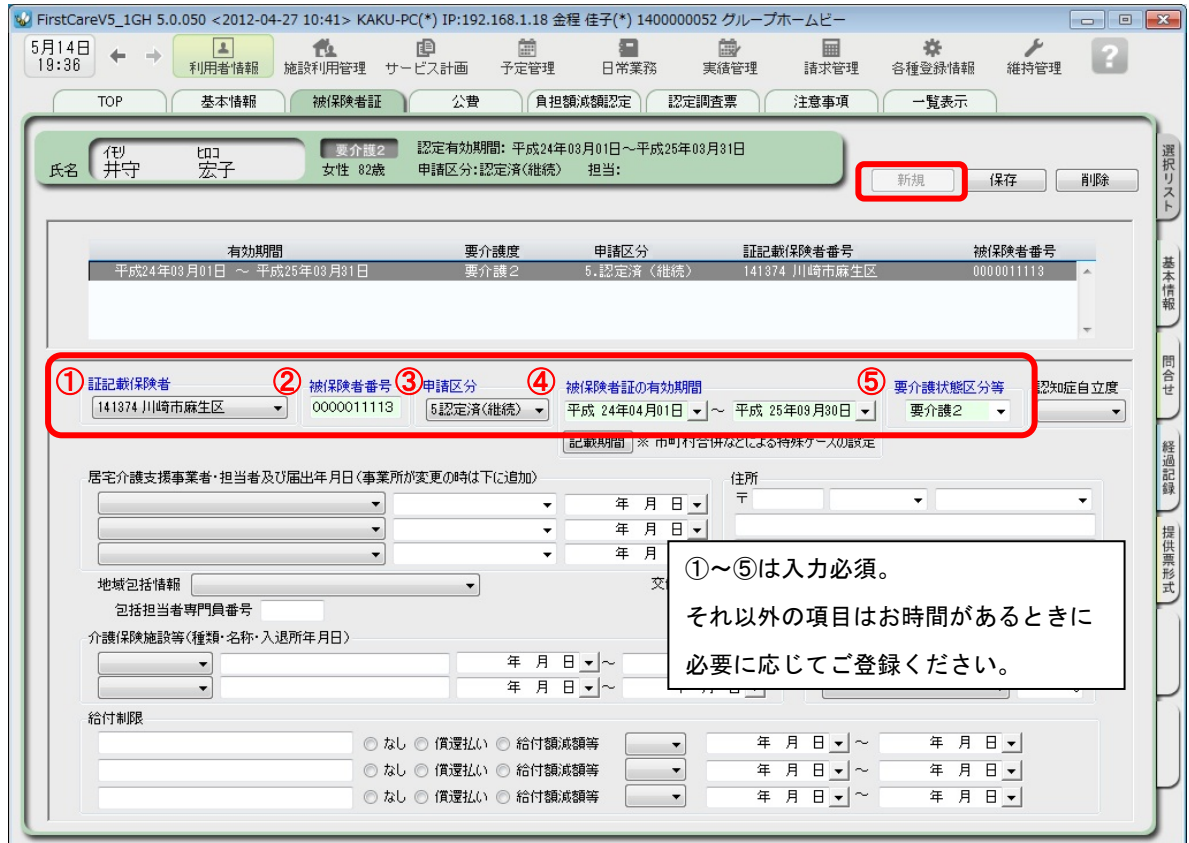 FirstCareV5_1GH 5.0.050 <2012-04-27 10:41> KAKU-PC(*) IP:192.168.1.18 金程 佳子(*) 1400000052 グループホームビー
5月14日
19:36
利用者情報 施設利用管理 サービス計画 予定管理 日常業務 実績管理 請求管理 各種登録情報 維持管理 ?
TOP 基本情報 被保険者証 公費 負担額減額認定 認定調査票 注意事項 一覧表示
氏名 イモリ ヒロコ
井守 宏子
要介護2 認定有効期間: 平成24年03月01日～平成25年03月31日
女性 82歳 申請区分:認定済(継続) 担当:
新規 保存 削除
有効期間 要介護度 申請区分 証記載保険者番号 被保険者番号
平成24年03月01日 ～ 平成25年03月31日 要介護2 5.認定済(継続) 141374 川崎市麻生区 0000011113
① 証記載保険者 ② 被保険者番号 ③ 申請区分 ④ 被保険者証の有効期間 ⑤ 要介護状態区分等 認知症自立度
141374 川崎市麻生区 0000011113 5認定済(継続) 平成 24年04月01日 ～ 平成 25年09月30日 要介護2
記載期間 ※ 市町村合併などによる特殊ケースの設定
居宅介護支援事業者・担当者及び届出年月日(事業所が変更の時は下に追加) 住所
年 月 日 〒
年 月 日
年 月
地域包括情報 交
包括担当者専門員番号
介護保険施設等(種類・名称・入退所年月日)
年 月 日 ～
年 月 日 ～
①～⑤は入力必須。
それ以外の項目はお時間があるときに
必要に応じてご登録ください。
給付制限
なし 償還払い 給付額減額等 年 月 日 ～ 年 月 日
なし 償還払い 給付額減額等 年 月 日 ～ 年 月 日
なし 償還払い 給付額減額等 年 月 日 ～ 年 月 日
選択リスト
基本情報
問合せ
経過記録
提供票形式